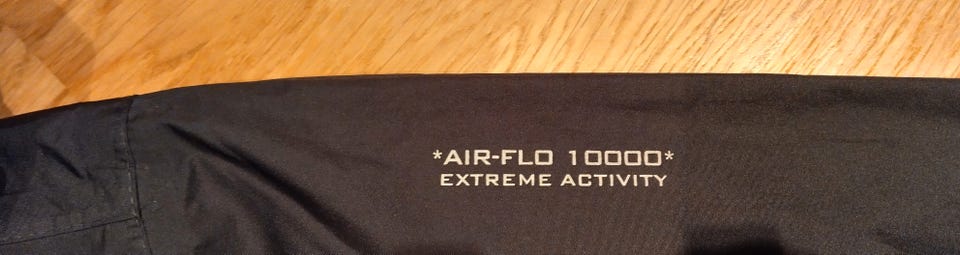 *AIR-FLO 10000*
EXTREME ACTIVITY